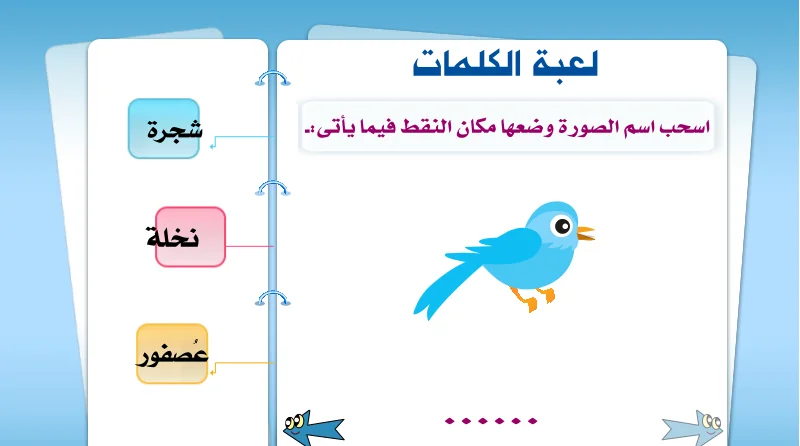 لعبة الكلمات
اسحب اسم الصورة وضعها مكان النقط فيما يأتى :ـ
شجرة
نخلة
عُصفور